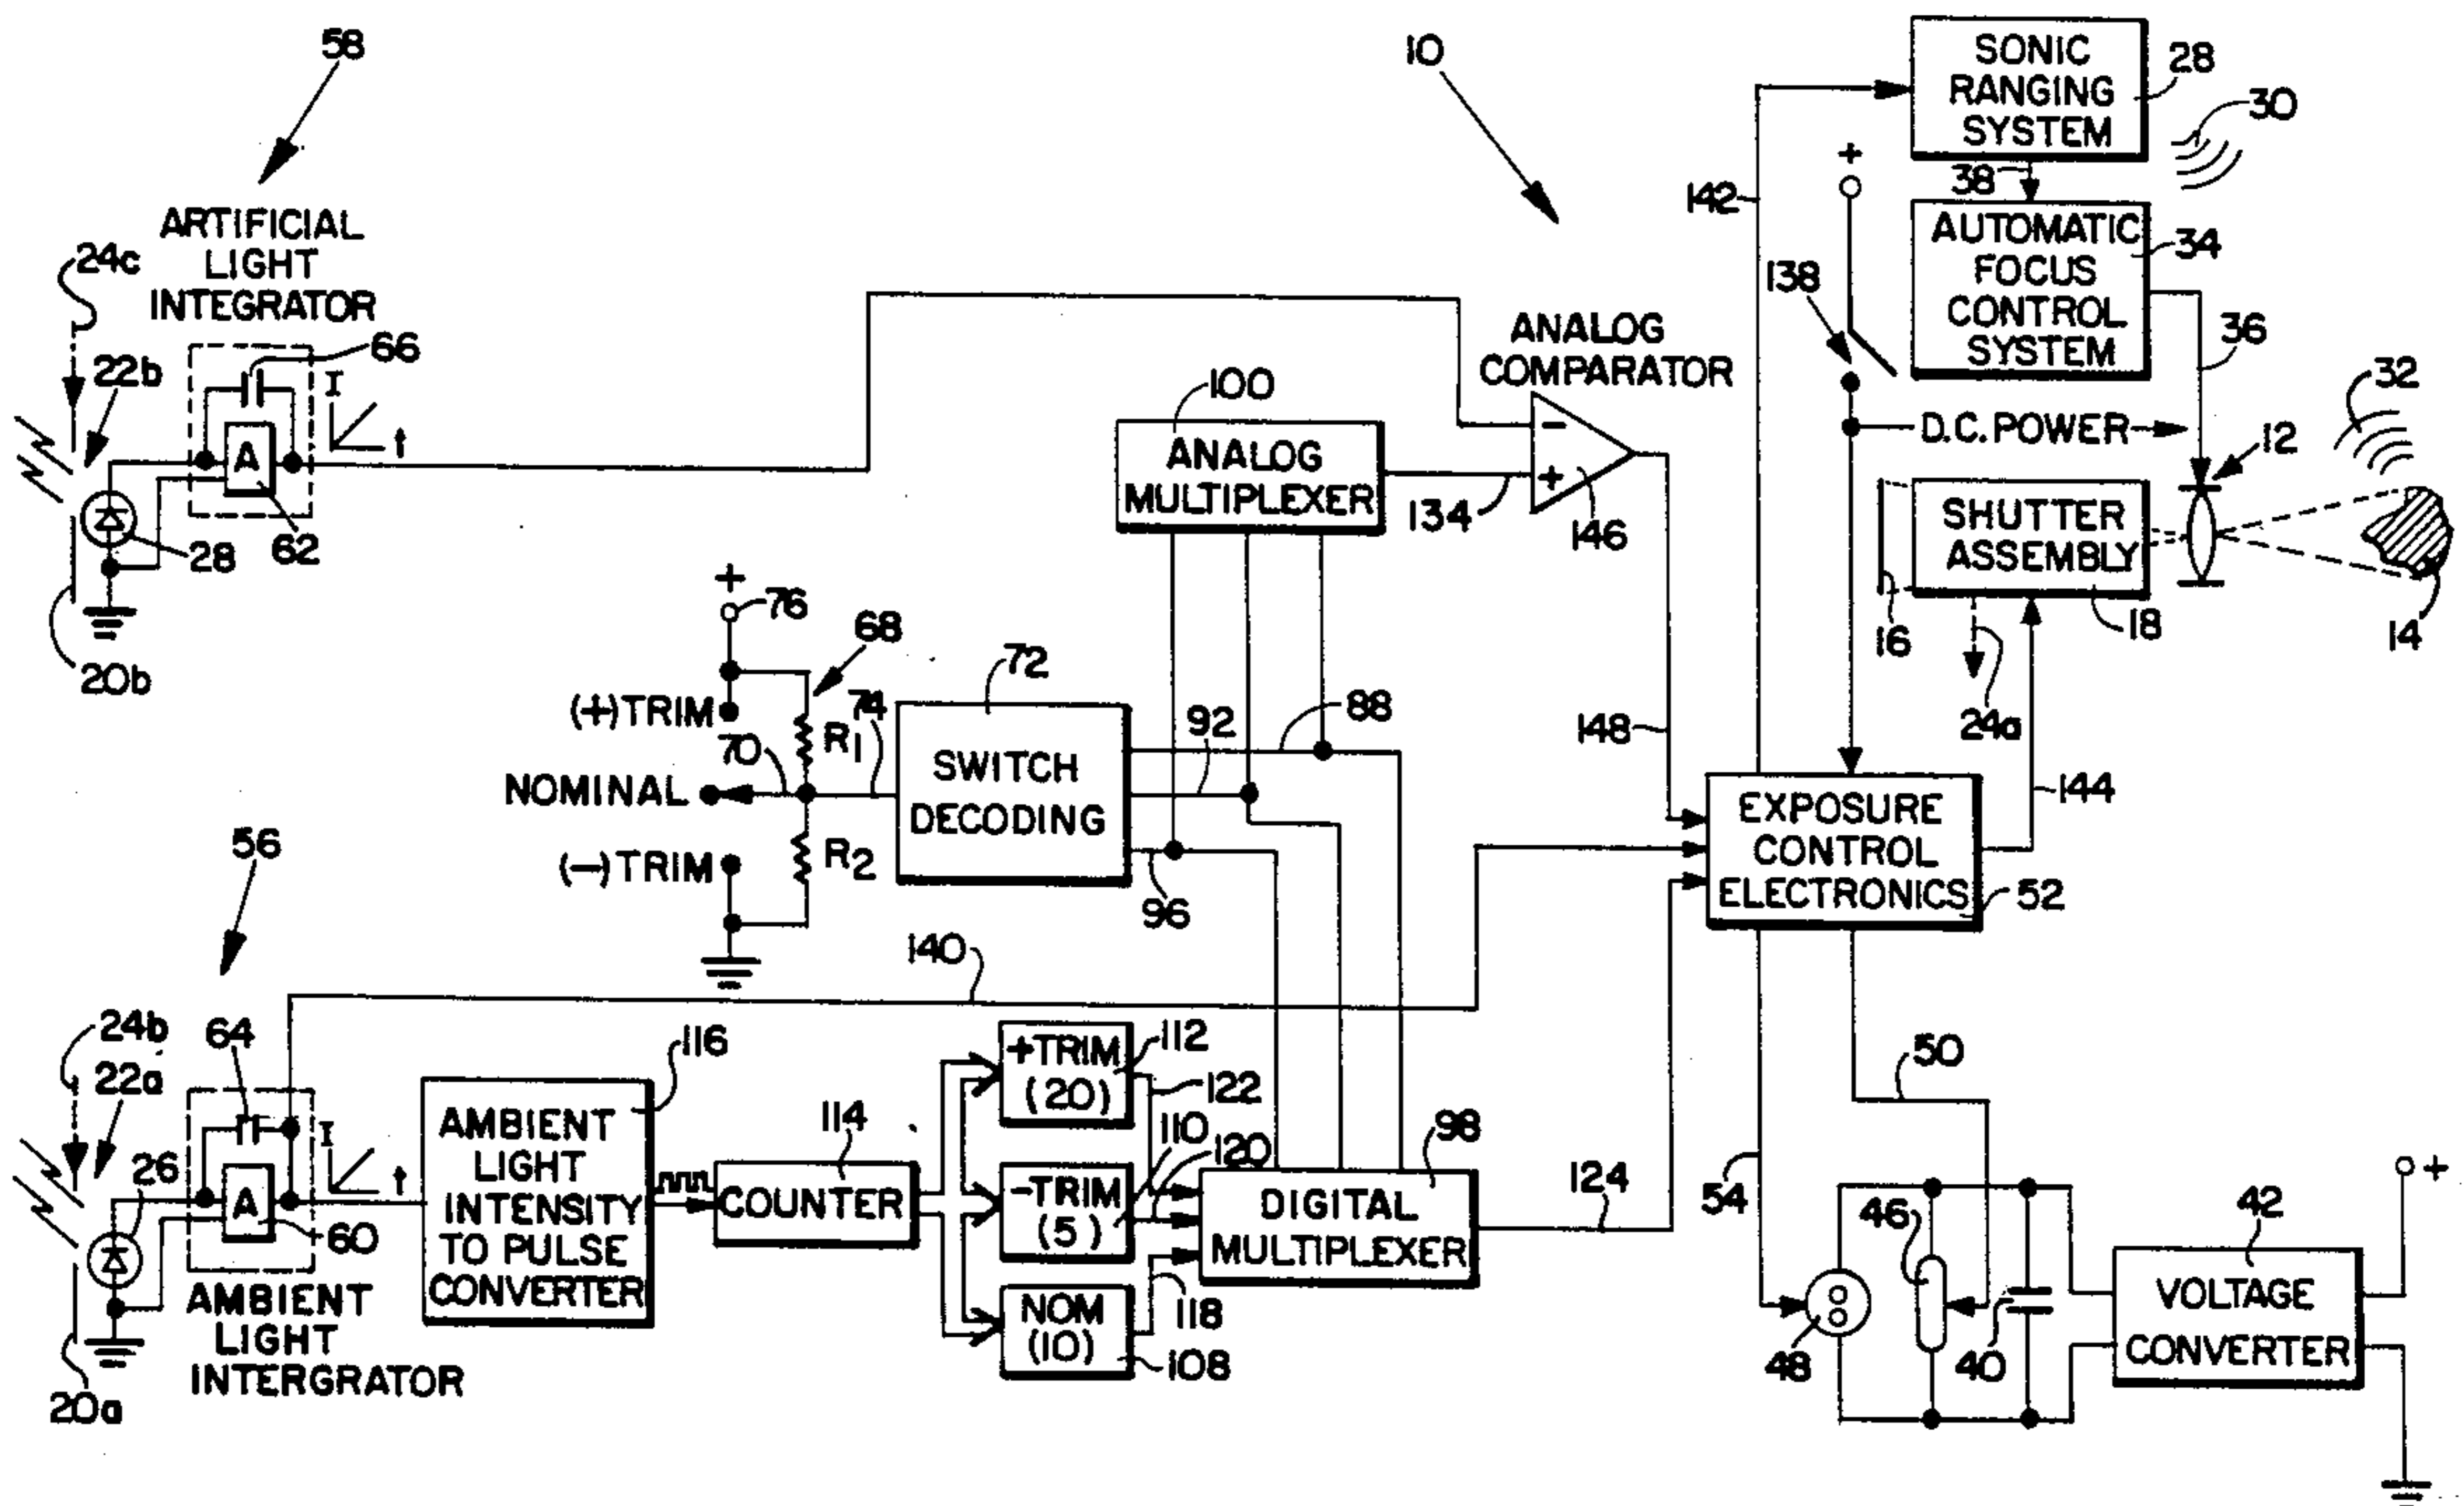 58
ARTIFICIAL
LIGHT
INTEGRATOR
24c
22b
66
I
t
A
62
28
20b
10
ANALOG
COMPARATOR
100
ANALOG
MULTIPLEXER
134
-
+
146
148
+
76
68
(+)TRIM
70
R1
74
NOMINAL
(-)TRIM
R2
72
SWITCH
DECODING
92
88
96
140
SONIC
RANGING
SYSTEM
28
30
38
142
+
138
AUTOMATIC
FOCUS
CONTROL
SYSTEM
34
36
32
D.C. POWER
12
SHUTTER
ASSEMBLY
16
18
14
24a
144
EXPOSURE
CONTROL
ELECTRONICS
52
56
24b
22a
64
I
t
26
A
60
20a
AMBIENT
LIGHT
INTERGRATOR
116
AMBIENT
LIGHT
INTENSITY
TO PULSE
CONVERTER
114
COUNTER
+TRIM
(20)
112
122
110
120
-TRIM
(5)
NOM
(10)
118
108
98
DIGITAL
MULTIPLEXER
124
50
54
46
48
40
42
VOLTAGE
CONVERTER
+